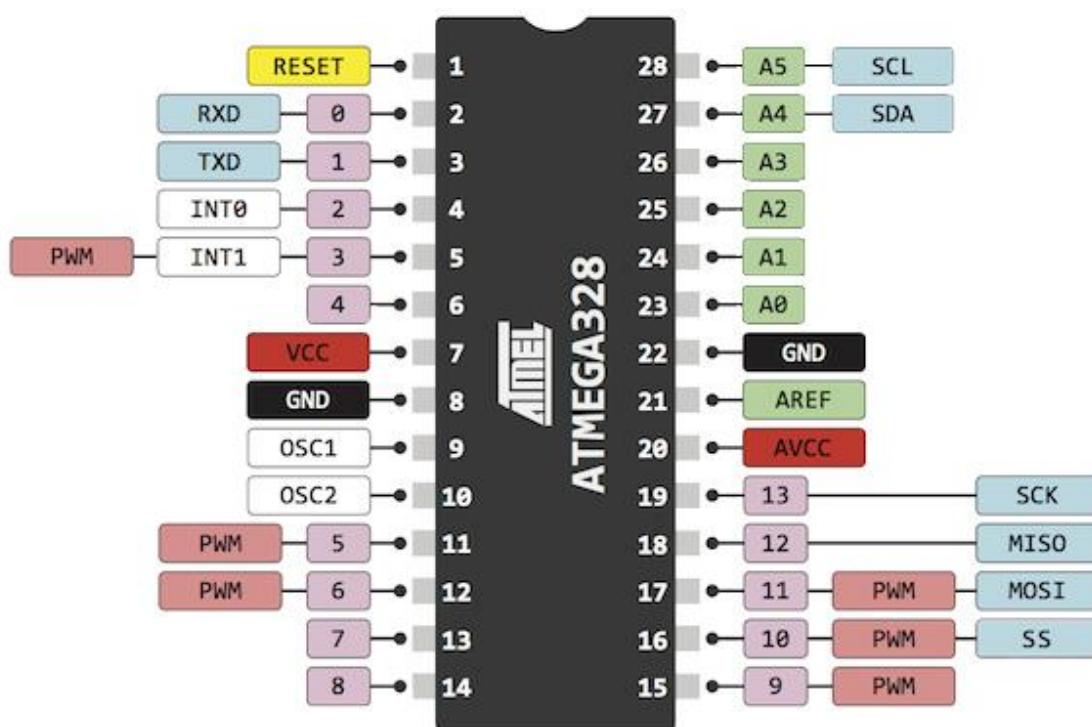 RESET 1 28 A5 SCL
RXD 0 2 27 A4 SDA
TXD 1 3 26 A3
INT0 2 4 25 A2
PWM INT1 3 5 24 A1
4 6 23 A0
VCC 7 22 GND
GND 8 21 AREF
OSC1 9 20 AVCC
OSC2 10 19 13 SCK
PWM 5 11 18 12 MISO
PWM 6 12 17 11 PWM MOSI
7 13 16 10 PWM SS
8 14 15 9 PWM
ATMEL
ATMEGA328